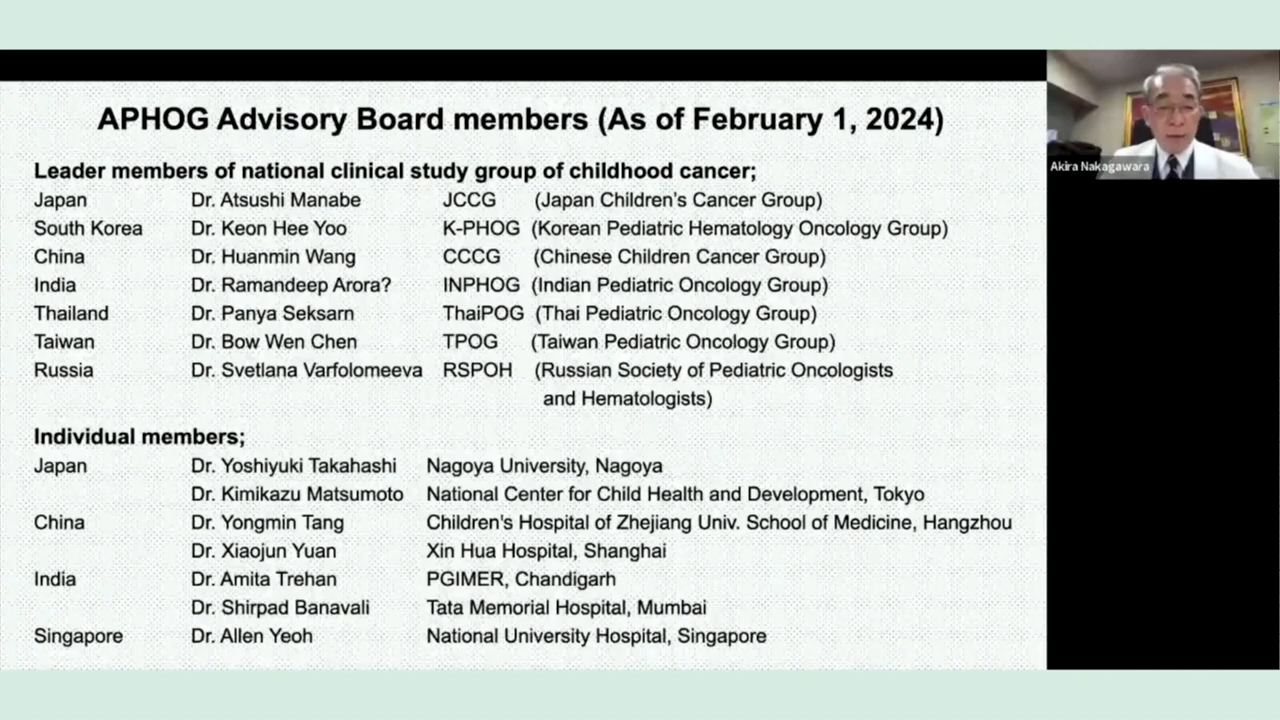 APHOG Advisory Board members (As of February 1, 2024)
Leader members of national clinical study group of childhood cancer;
Japan Dr. Atsushi Manabe JCCG (Japan Children's Cancer Group)
South Korea Dr. Keon Hee Yoo K-PHOG (Korean Pediatric Hematology Oncology Group)
China Dr. Huanmin Wang CCCG (Chinese Children Cancer Group)
India Dr. Ramandeep Arora? INPHOG (Indian Pediatric Oncology Group)
Thailand Dr. Panya Seksarn ThaiPOG (Thai Pediatric Oncology Group)
Taiwan Dr. Bow Wen Chen TPOG (Taiwan Pediatric Oncology Group)
Russia Dr. Svetlana Varfolomeeva RSPOH (Russian Society of Pediatric Oncologists
and Hematologists)
Individual members;
Japan Dr. Yoshiyuki Takahashi Nagoya University, Nagoya
Dr. Kimikazu Matsumoto National Center for Child Health and Development, Tokyo
China Dr. Yongmin Tang Children's Hospital of Zhejiang Univ. School of Medicine, Hangzhou
Dr. Xiaojun Yuan Xin Hua Hospital, Shanghai
India Dr. Amita Trehan PGIMER, Chandigarh
Dr. Shirpad Banavali Tata Memorial Hospital, Mumbai
Singapore Dr. Allen Yeoh National University Hospital, Singapore
Akira Nakagawara